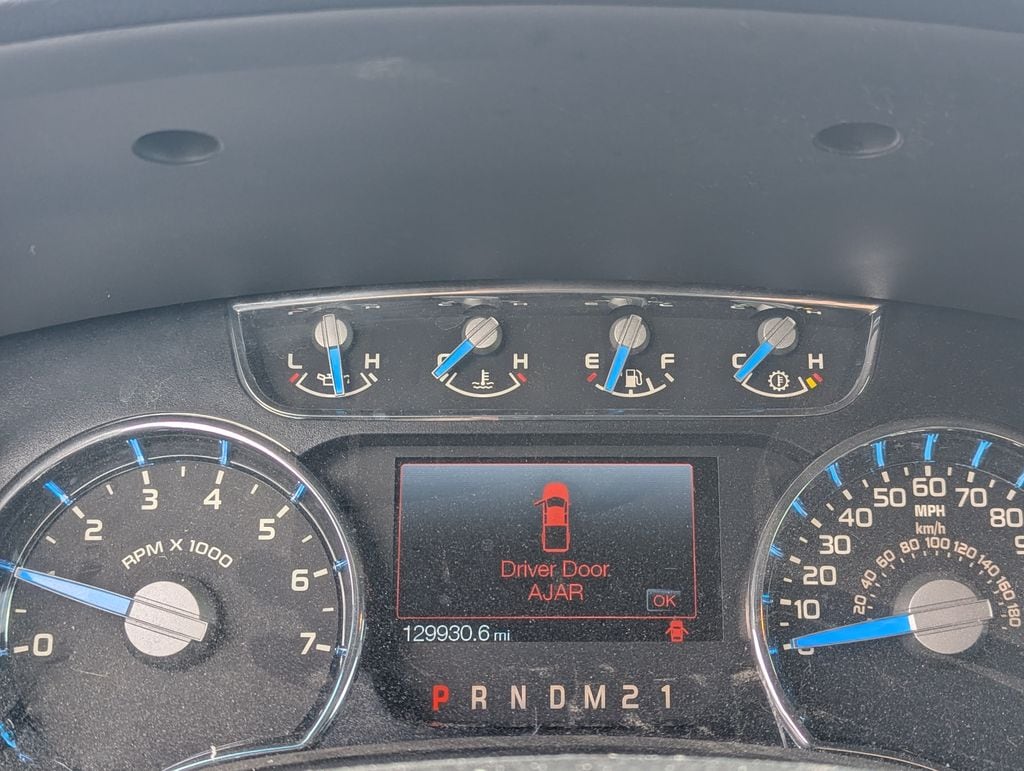 L H
C H
E F
C H
0 2 3 4 5 6 7
RPM X 1000
Driver Door
AJAR
OK
129930.6 mi
P R N D M 2 1
10 20 30 40 50 60 70 80
MPH
km/h
20 40 60 80 100 120 140 160 180